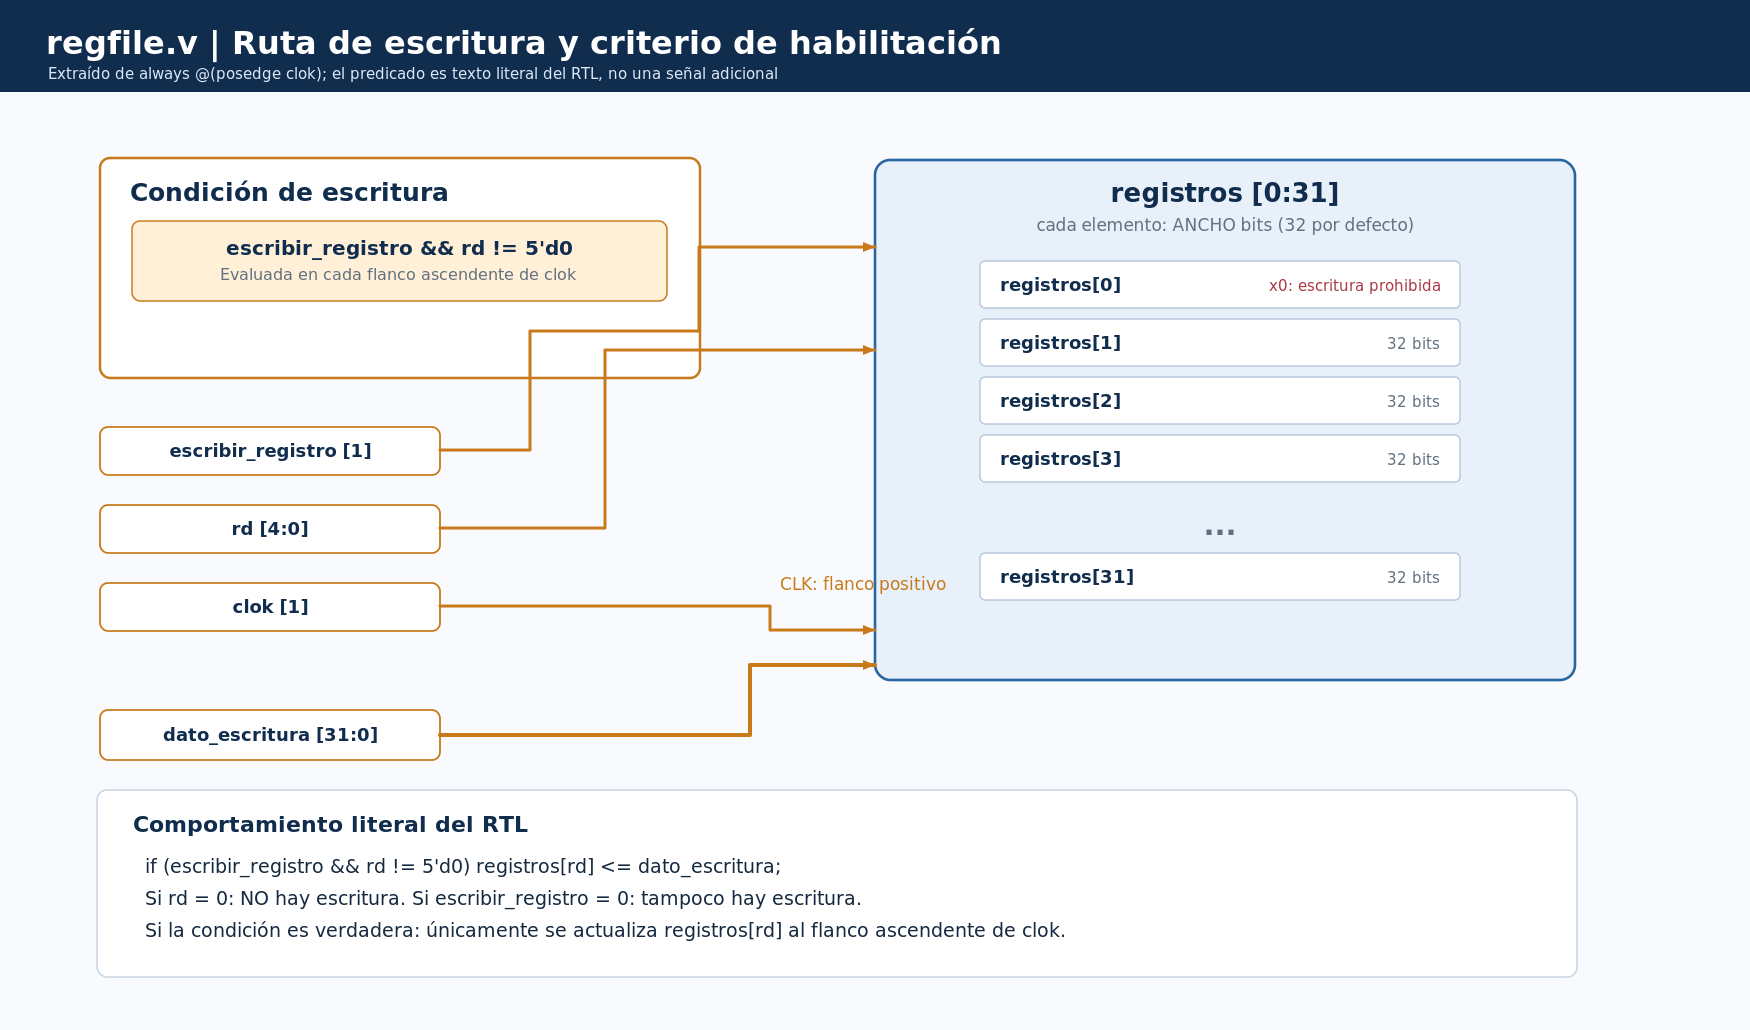 regfile.v | Ruta de escritura y criterio de habilitación
Extraído de always @(posedge clok); el predicado es texto literal del RTL, no una señal adicional
Condición de escritura
escribir_registro && rd != 5'd0
Evaluada en cada flanco ascendente de clok
escribir_registro [1]
rd [4:0]
clok [1]
dato_escritura [31:0]
CLK: flanco positivo
registros [0:31]
cada elemento: ANCHO bits (32 por defecto)
registros[0] x0: escritura prohibida
registros[1] 32 bits
registros[2] 32 bits
registros[3] 32 bits
...
registros[31] 32 bits
Comportamiento literal del RTL
if (escribir_registro && rd != 5'd0) registros[rd] <= dato_escritura;
Si rd = 0: NO hay escritura. Si escribir_registro = 0: tampoco hay escritura.
Si la condición es verdadera: únicamente se actualiza registros[rd] al flanco ascendente de clok.